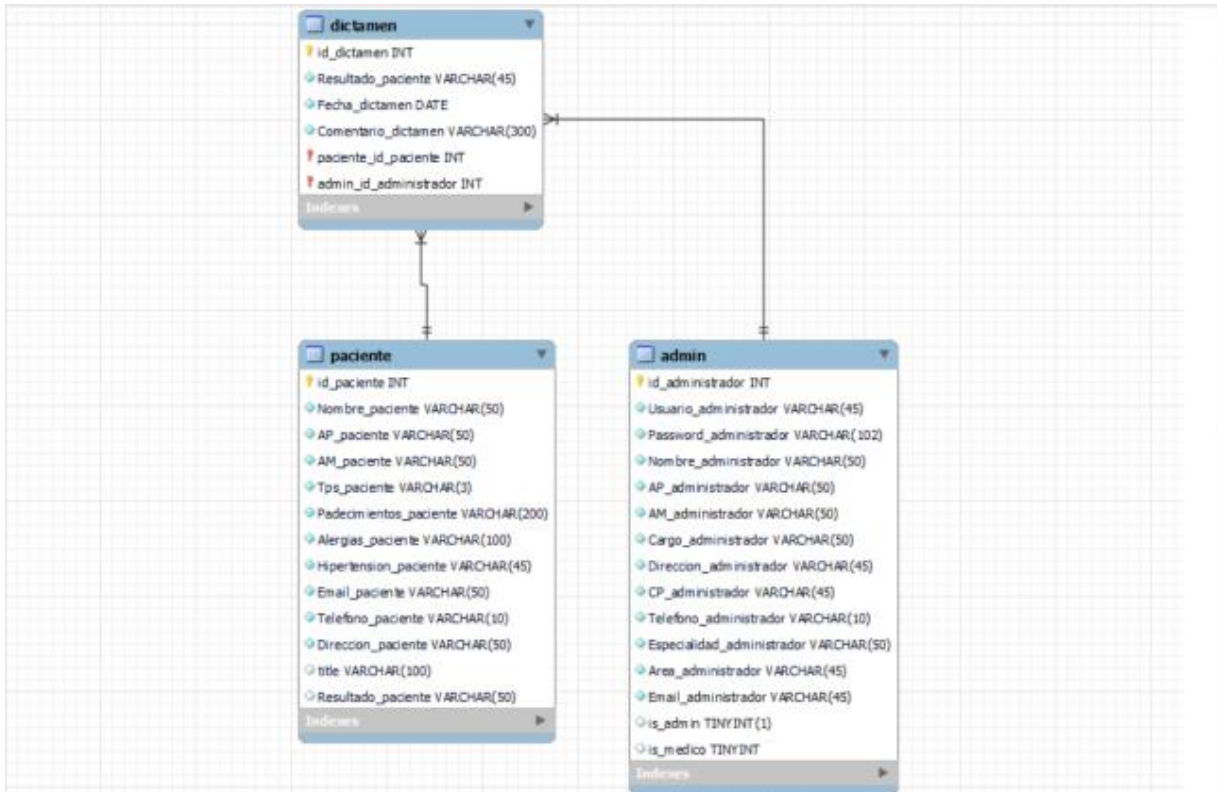 dictamen
id_dictamen INT
Resultado_paciente VARCHAR(45)
Fecha_dictamen DATE
Comentario_dictamen VARCHAR(300)
paciente_id_paciente INT
admin_id_administrador INT
Indexes
paciente
id_paciente INT
Nombre_paciente VARCHAR(50)
AP_paciente VARCHAR(50)
AM_paciente VARCHAR(50)
Tps_paciente VARCHAR(3)
Padecimientos_paciente VARCHAR(200)
Alergias_paciente VARCHAR(100)
Hipertension_paciente VARCHAR(45)
Email_paciente VARCHAR(50)
Telefono_paciente VARCHAR(10)
Direccion_paciente VARCHAR(50)
title VARCHAR(100)
Resultado_paciente VARCHAR(50)
Indexes
admin
id_administrador INT
Usuario_administrador VARCHAR(45)
Password_administrador VARCHAR(102)
Nombre_administrador VARCHAR(50)
AP_administrador VARCHAR(50)
AM_administrador VARCHAR(50)
Cargo_administrador VARCHAR(50)
Direccion_administrador VARCHAR(45)
CP_administrador VARCHAR(45)
Telefono_administrador VARCHAR(10)
Especialidad_administrador VARCHAR(50)
Area_administrador VARCHAR(45)
Email_administrador VARCHAR(45)
is_admin TINYINT(1)
is_medico TINYINT
Indexes